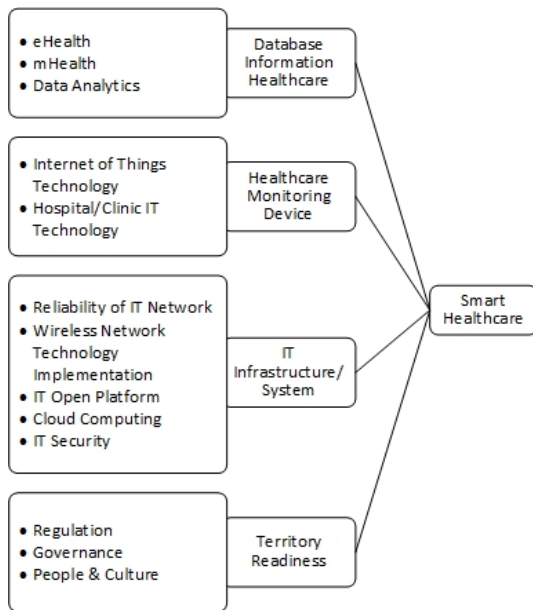 • eHealth
• mHealth
• Data Analytics
Database
Information
Healthcare
• Internet of Things
Technology
• Hospital/Clinic IT
Technology
Healthcare
Monitoring
Device
• Reliability of IT Network
• Wireless Network
Technology
Implementation
• IT Open Platform
• Cloud Computing
• IT Security
IT
Infrastructure/
System
• Regulation
• Governance
• People & Culture
Territory
Readiness
Smart
Healthcare